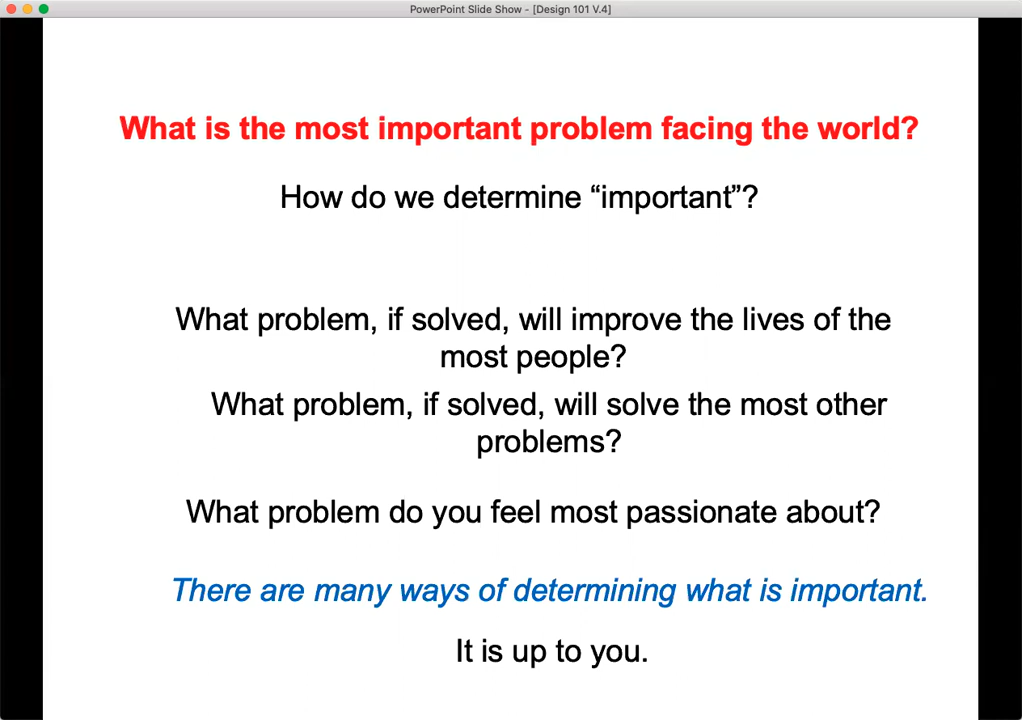 PowerPoint Slide Show - [Design 101 V.4]
What is the most important problem facing the world?
How do we determine “important”?
What problem, if solved, will improve the lives of the
most people?
What problem, if solved, will solve the most other
problems?
What problem do you feel most passionate about?
There are many ways of determining what is important.
It is up to you.